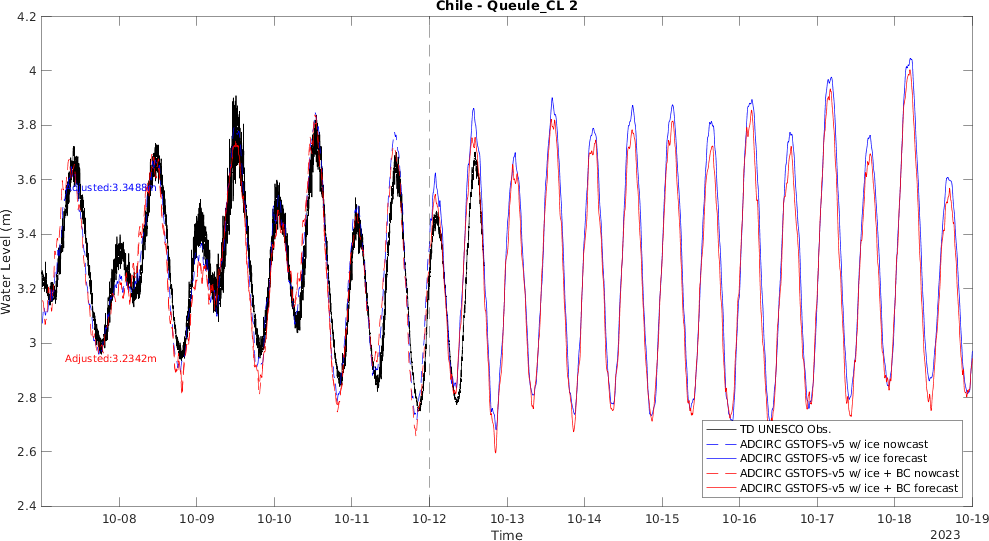 Chile - Queule_CL 2
4.2
4
3.8
3.6
3.4
3.2
3
2.8
2.6
2.4
Water Level (m)
Adjusted:3.3488m
Adjusted:3.2342m
TD UNESCO Obs.
ADCIRC GSTOFS-v5 w/ ice nowcast
ADCIRC GSTOFS-v5 w/ ice forecast
ADCIRC GSTOFS-v5 w/ ice + BC nowcast
ADCIRC GSTOFS-v5 w/ ice + BC forecast
10-08 10-09 10-10 10-11 10-12 10-13 10-14 10-15 10-16 10-17 10-18 10-19
Time
2023